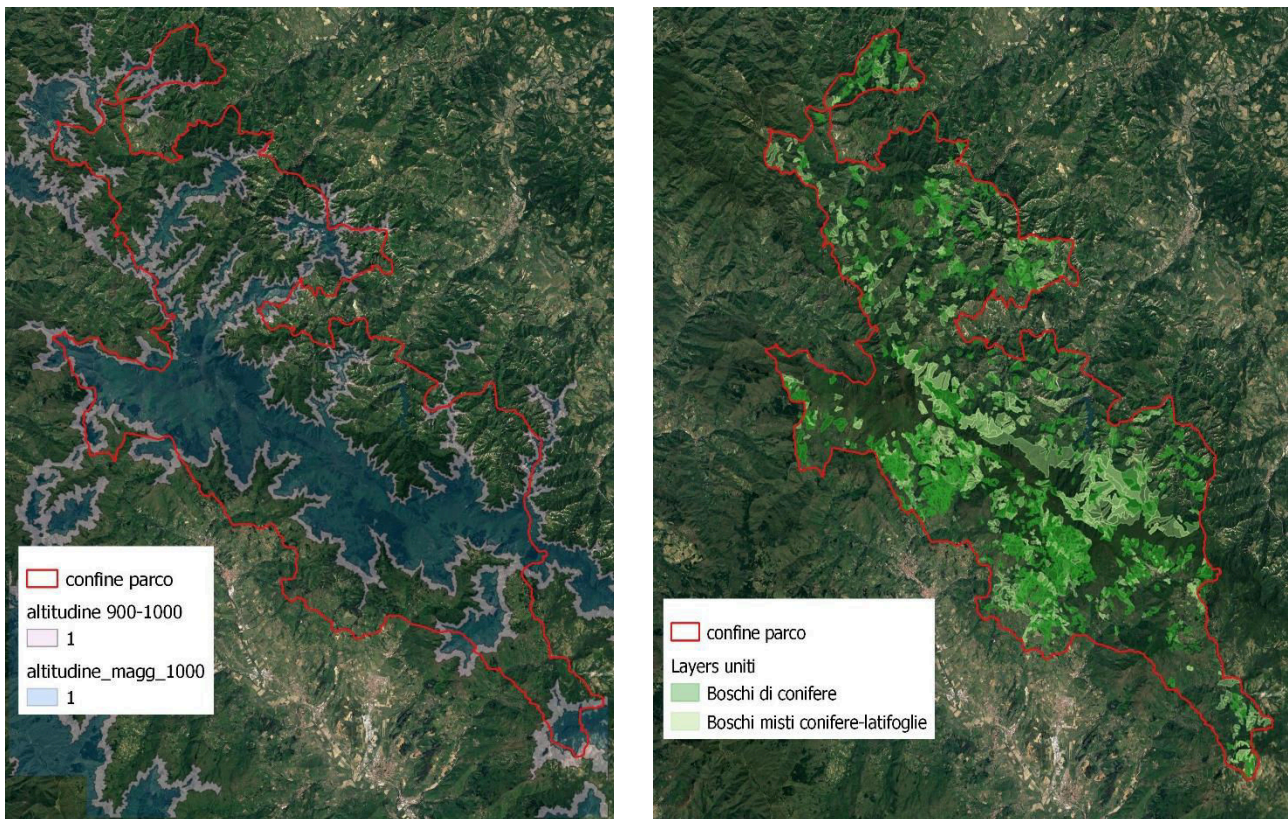 confine parco
altitudine 900-1000
1
altitudine_magg_1000
1
confine parco
Layers uniti
Boschi di conifere
Boschi misti conifere-latifoglie